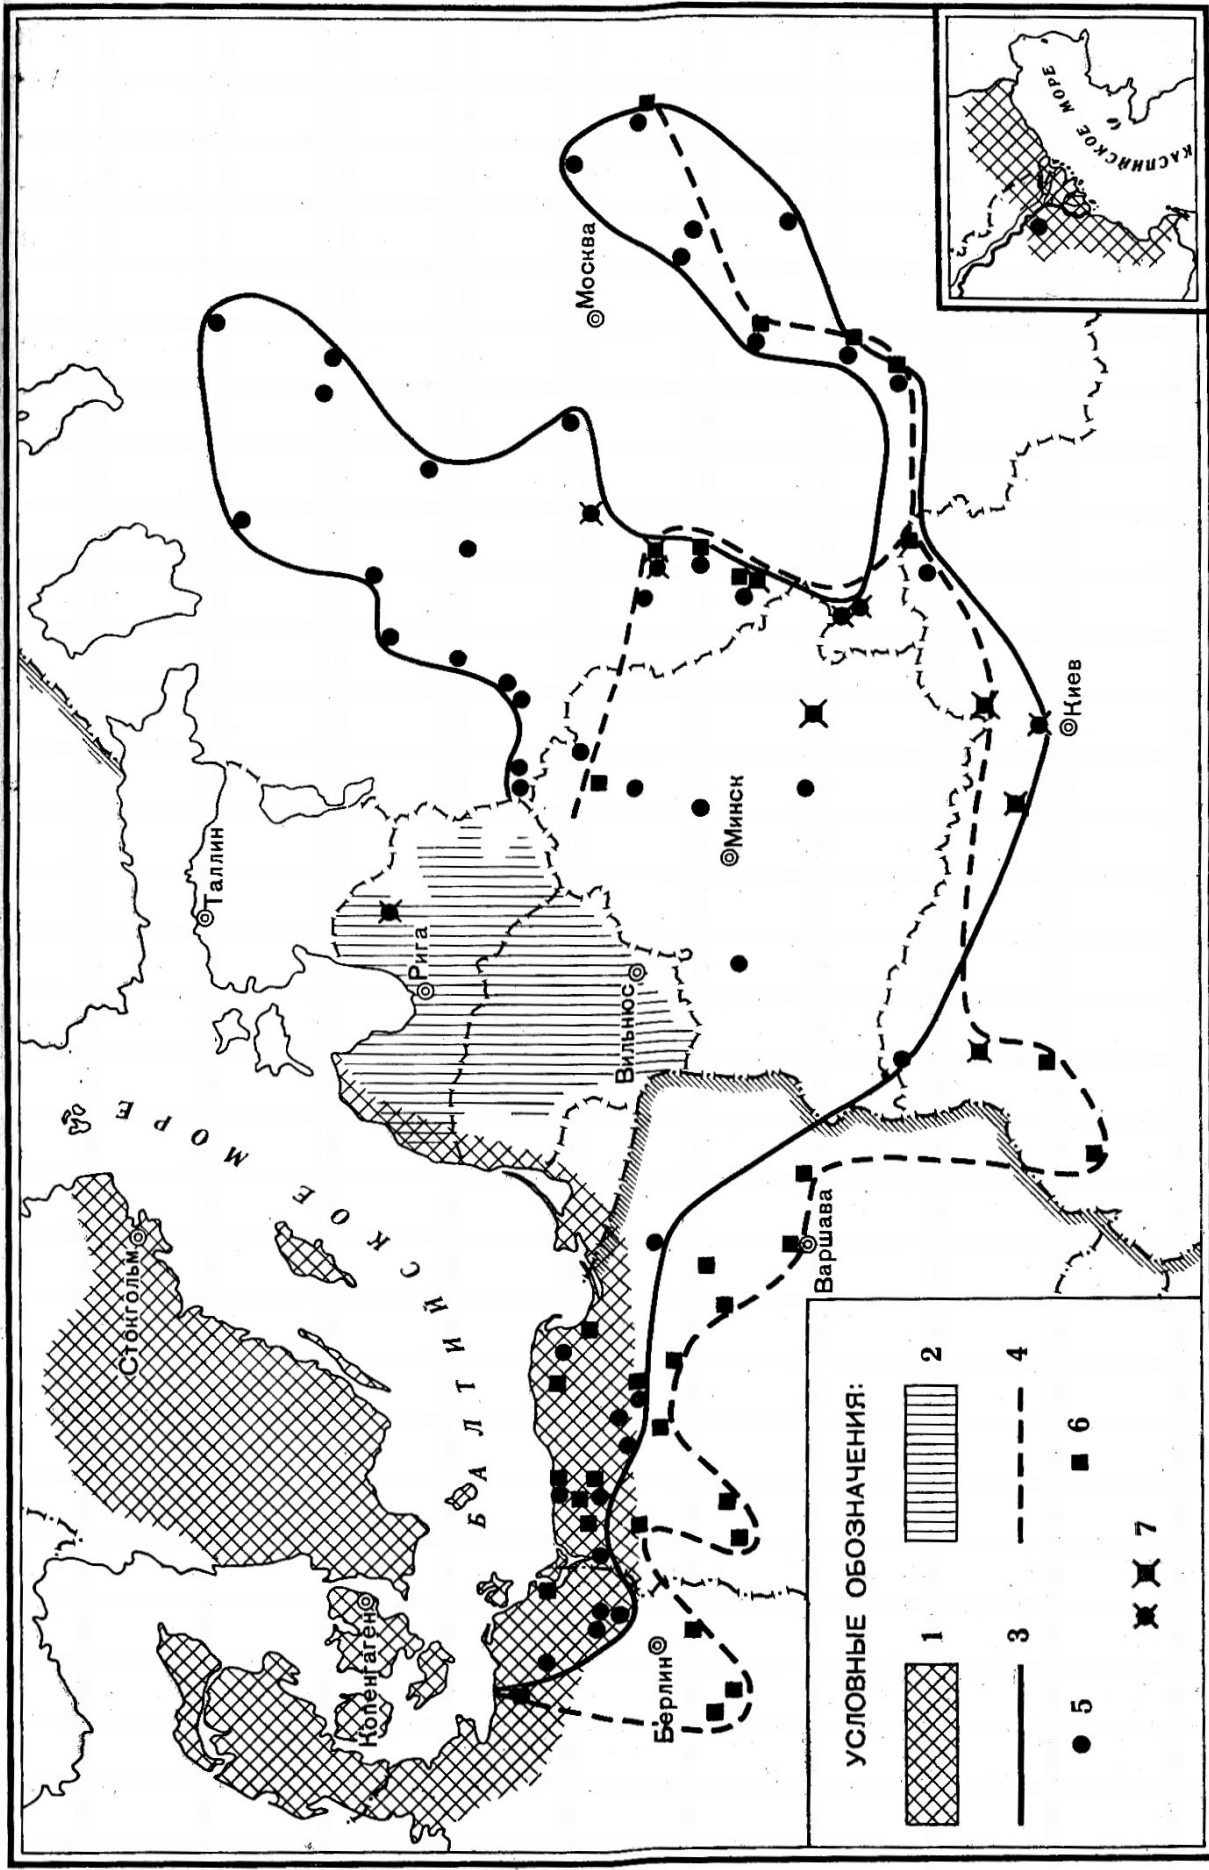 БАЛТИЙСКОЕ МОРЕ
Стокгольм
Копенгаген
Берлин
Варшава
Таллин
Рига
Вильнюс
Минск
Киев
Москва
КАСПИЙСКОЕ МОРЕ
УСЛОВНЫЕ ОБОЗНАЧЕНИЯ:
1 2
3 4
5 6
7